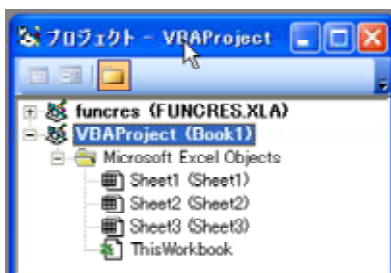 プロジェクト - VBAProject
funcres (FUNCRES.XLA)
VBAProject (Book1)
Microsoft Excel Objects
Sheet1 (Sheet1)
Sheet2 (Sheet2)
Sheet3 (Sheet3)
ThisWorkbook